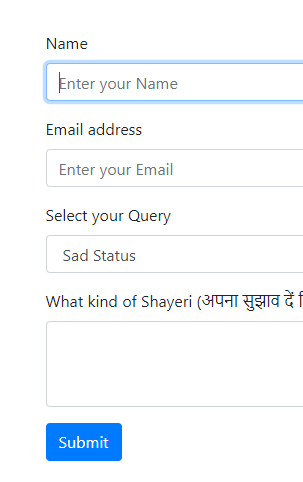 Name
Enter your Name
Email address
Enter your Email
Select your Query
Sad Status
What kind of Shayeri (अपना सुझाव दें
Submit